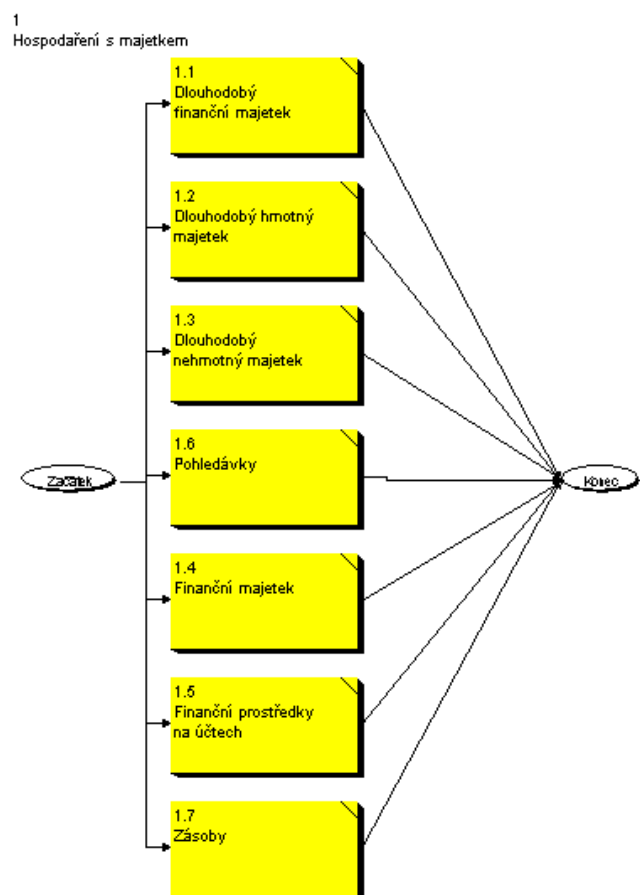 1
Hospodaření s majetkem
1.1
Dlouhodobý
finanční majetek
1.2
Dlouhodobý hmotný
majetek
1.3
Dlouhodobý
nehmotný majetek
1.6
Pohledávky
Začátek
Konec
1.4
Finanční majetek
1.5
Finanční prostředky
na účtech
1.7
Zásoby